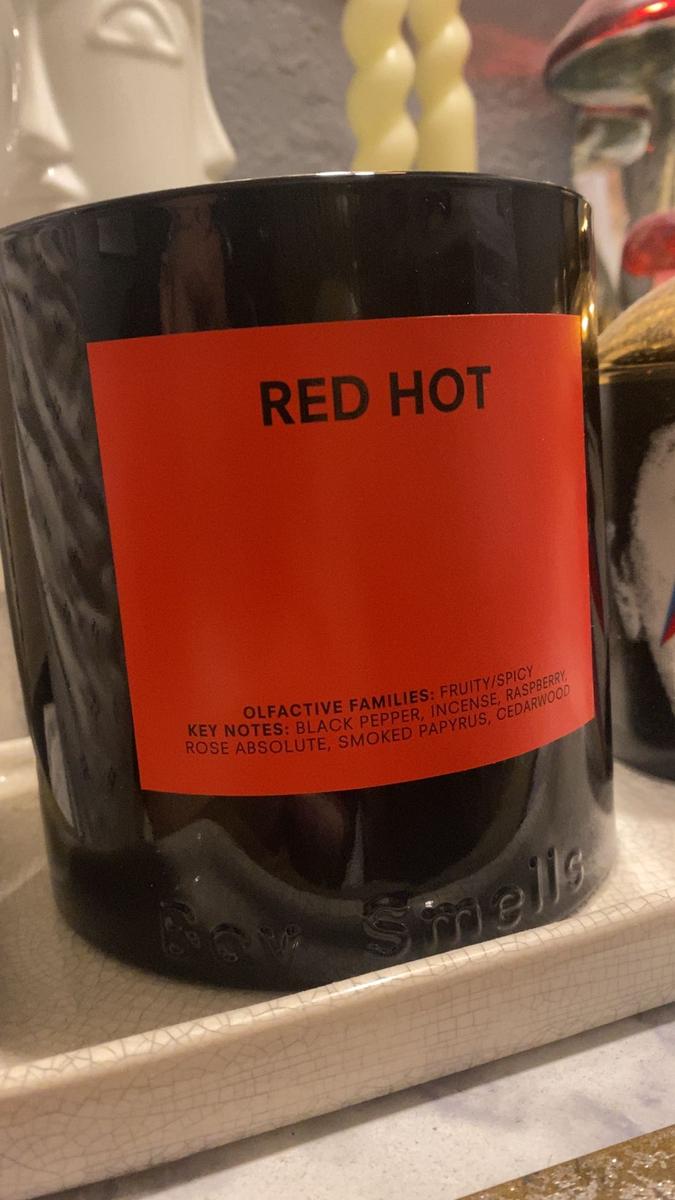 RED HOT
OLFACTIVE FAMILIES: FRUITY/SPICY
KEY NOTES: BLACK PEPPER, INCENSE, RASPBERRY,
ROSE ABSOLUTE, SMOKED PAPYRUS, CEDARWOOD
Boy Smells